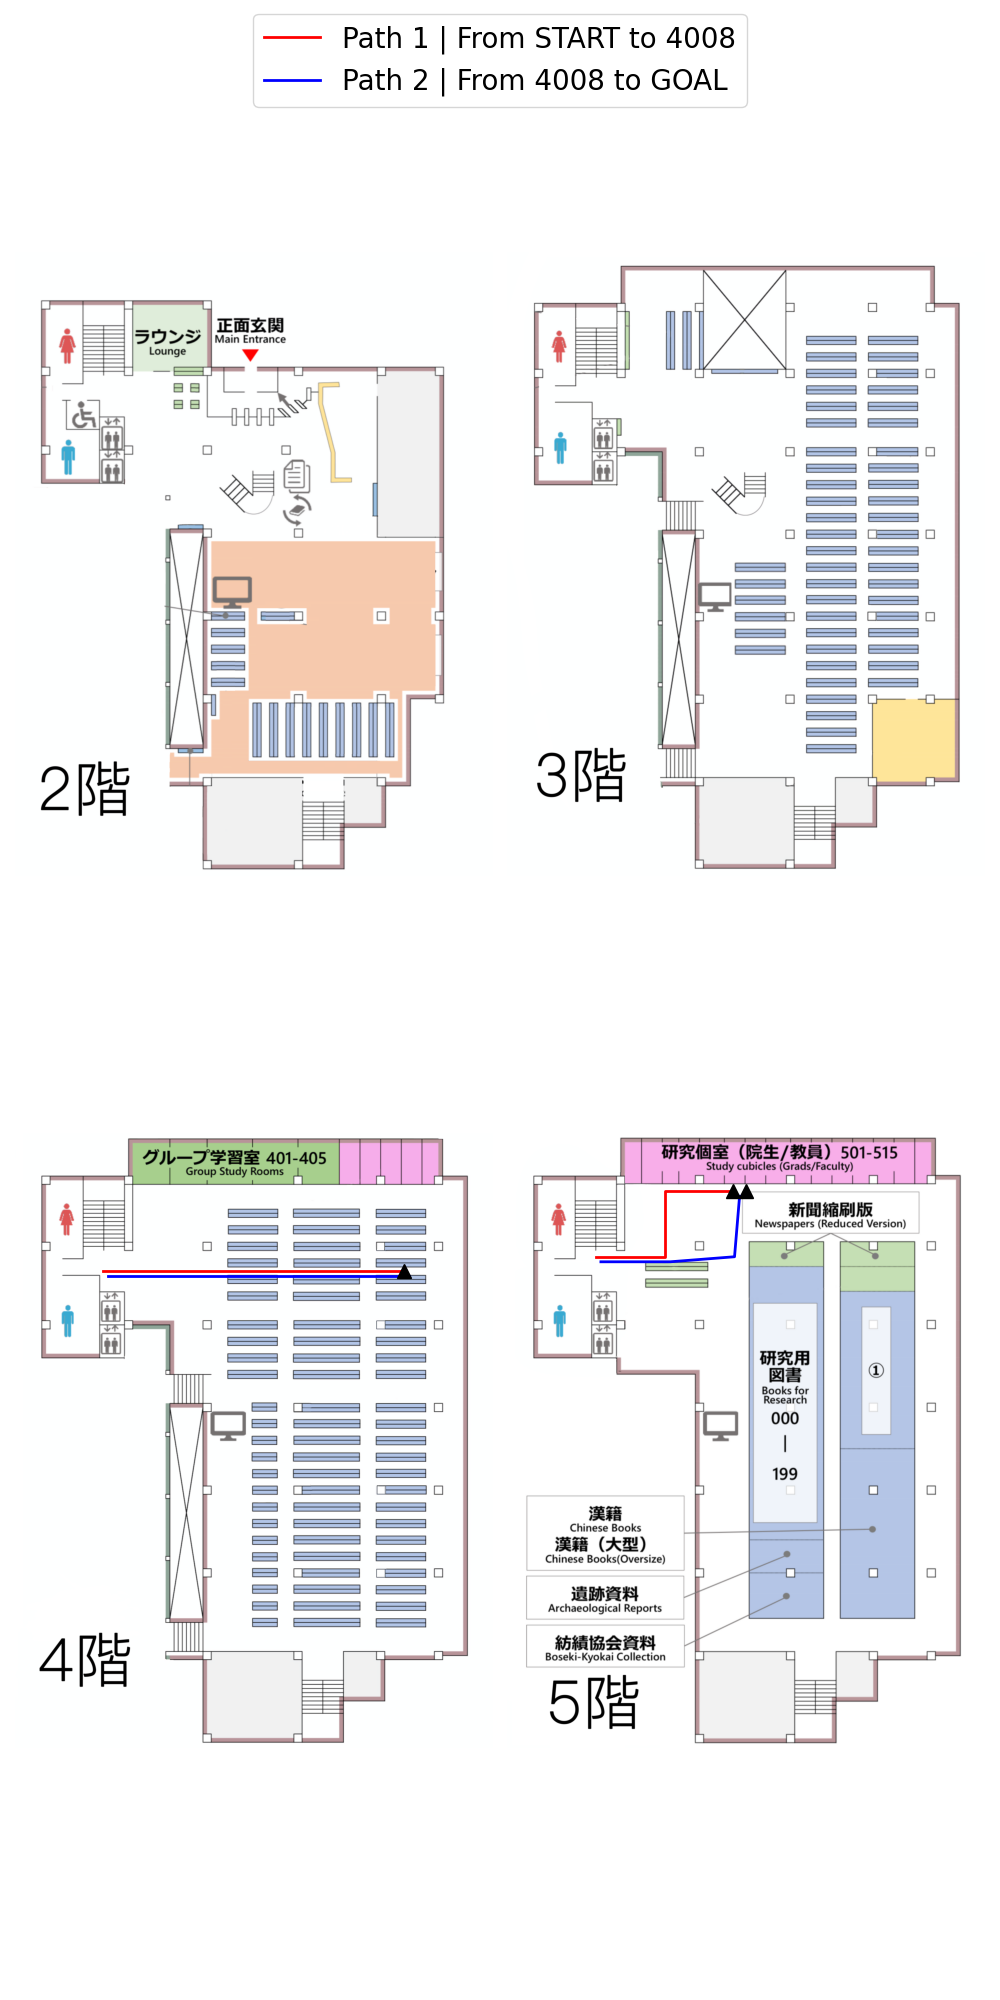 Path 1 | From START to 4008
Path 2 | From 4008 to GOAL
ラウンジ
Lounge
正面玄関
Main Entrance
2階
3階
グループ学習室 401-405
Group Study Rooms
4階
研究個室（院生/教員）501-515
Study cubicles (Grads/Faculty)
新聞縮刷版
Newspapers (Reduced Version)
研究用
図書
Books for
Research
000
|
199
①
漢籍
Chinese Books
漢籍（大型）
Chinese Books(Oversize)
遺跡資料
Archaeological Reports
紡績協会資料
Boseki-Kyokai Collection
5階